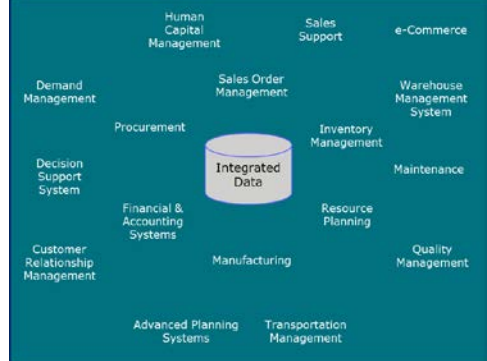 Human
Capital
Management
Sales
Support
e-Commerce
Demand
Management
Sales Order
Management
Warehouse
Management
System
Procurement
Inventory
Management
Decision
Support
System
Integrated
Data
Maintenance
Financial &
Accounting
Systems
Resource
Planning
Customer
Relationship
Management
Manufacturing
Quality
Management
Advanced Planning
Systems
Transportation
Management